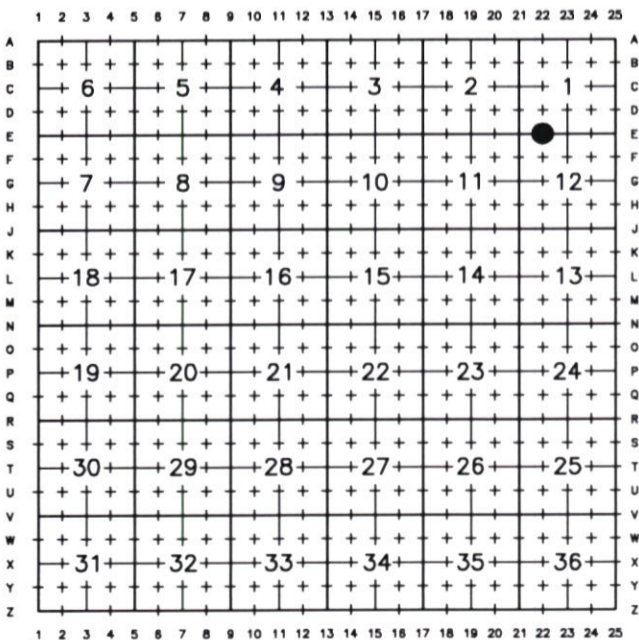 1 2 3 4 5 6 7 8 9 10 11 12 13 14 15 16 17 18 19 20 21 22 23 24 25
A A
B B
C 6 5 4 3 2 1 C
D D
E E
F F
G 7 8 9 10 11 12 G
H H
J J
K K
L 18 17 16 15 14 13 L
M M
N N
O O
P 19 20 21 22 23 24 P
Q Q
R R
S S
T 30 29 28 27 26 25 T
U U
V V
W W
X 31 32 33 34 35 36 X
Y Y
Z Z
1 2 3 4 5 6 7 8 9 10 11 12 13 14 15 16 17 18 19 20 21 22 23 24 25